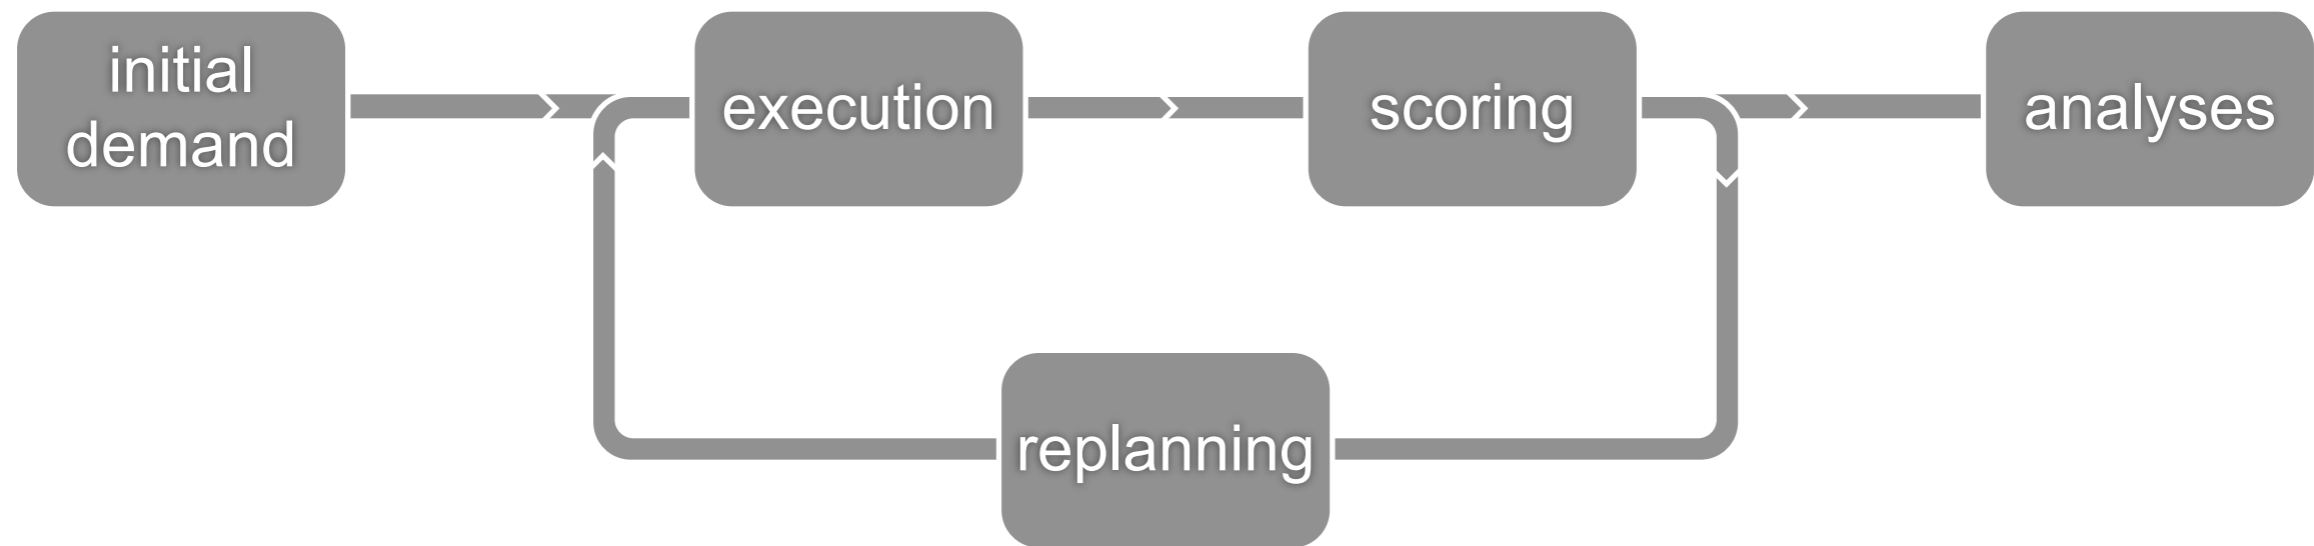 initial
demand
execution
scoring
analyses
replanning